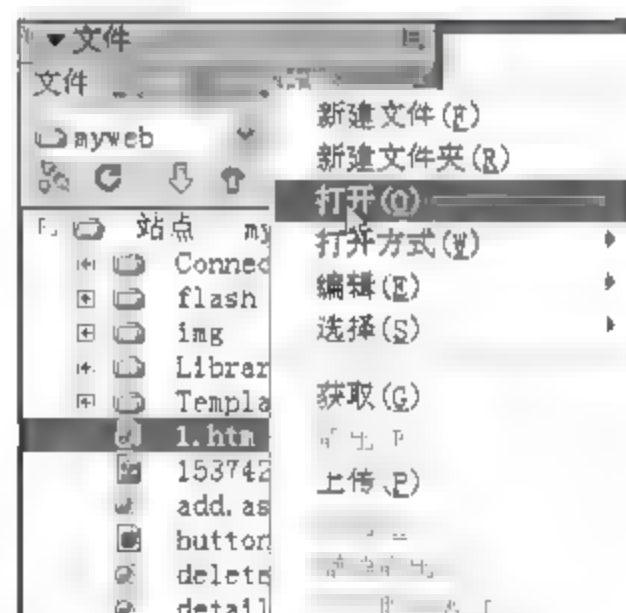 文件
文件
myweb
新建文件(F)
新建文件夹(R)
打开(O)
打开方式(W)
编辑(E)
选择(S)
获取(G)
上传(P)
站点 my
Connec
flash
img
Librar
Templa
1.htm
153742
add.as
button
delete
detail